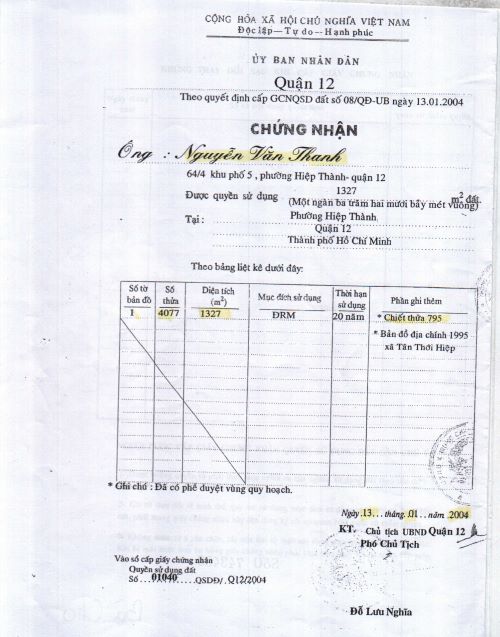 CỘNG HÒA XÃ HỘI CHỦ NGHĨA VIỆT NAM
Độc lập—Tự do—Hạnh phúc
ỦY BAN NHÂN DÂN
Quận 12
Theo quyết định cấp GCNQSD đất số 08/QĐ-UB ngày 13.01.2004
CHỨNG NHẬN
Ông : Nguyễn Văn Thanh
64/4 khu phố 5, phường Hiệp Thành- quận 12
Được quyền sử dụng 1327 m² đất
(Một ngàn ba trăm hai mươi bảy mét vuông)
Tại : Phường Hiệp Thành
Quận 12
Thành phố Hồ Chí Minh
Theo bảng liệt kê dưới đây:
Số tờ bản đồ Số thửa Diện tích (m²) Mục đích sử dụng Thời hạn sử dụng Phần ghi thêm
1 4077 1327 ĐRM 20 năm * Chiết thửa 795
* Bản đồ địa chính 1995
xã Tân Thới Hiệp
* Ghi chú : Đã có phê duyệt vùng quy hoạch.
Ngày .13... tháng .01... năm .2004
KT. Chủ tịch UBND Quận 12
Phó Chủ Tịch
Vào sổ cấp giấy chứng nhận
Quyền sử dụng đất
Số ...01040... QSDĐ/ .Q12/2004
Đỗ Lưu Nghĩa